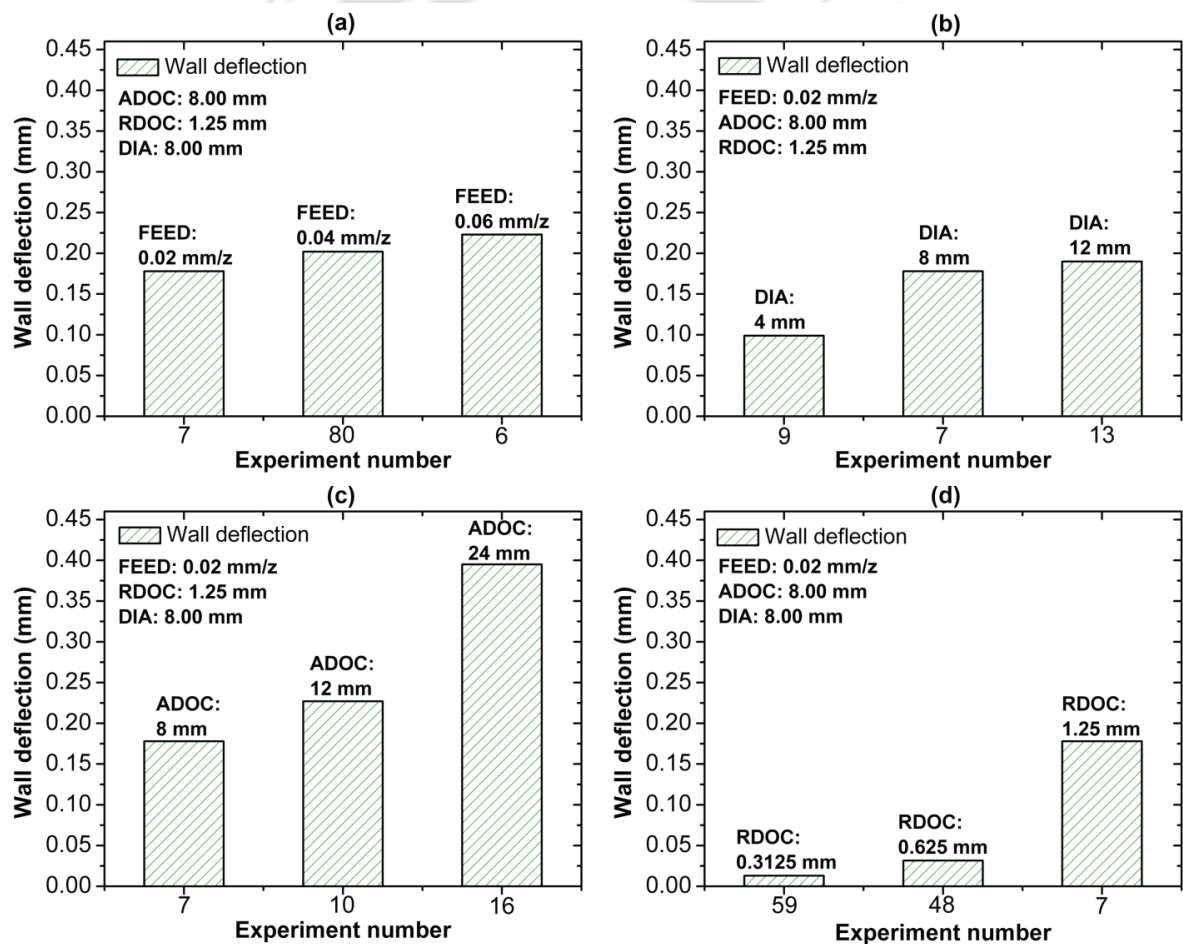 (a)
Wall deflection (mm)
0.45
0.40
0.35
0.30
0.25
0.20
0.15
0.10
0.05
0.00
Wall deflection
ADOC: 8.00 mm
RDOC: 1.25 mm
DIA: 8.00 mm
FEED:
0.02 mm/z
FEED:
0.04 mm/z
FEED:
0.06 mm/z
7 80 6
Experiment number
(b)
Wall deflection (mm)
0.45
0.40
0.35
0.30
0.25
0.20
0.15
0.10
0.05
0.00
Wall deflection
FEED: 0.02 mm/z
ADOC: 8.00 mm
RDOC: 1.25 mm
DIA:
4 mm
DIA:
8 mm
DIA:
12 mm
9 7 13
Experiment number
(c)
Wall deflection (mm)
0.45
0.40
0.35
0.30
0.25
0.20
0.15
0.10
0.05
0.00
Wall deflection
FEED: 0.02 mm/z
RDOC: 1.25 mm
DIA: 8.00 mm
ADOC:
8 mm
ADOC:
12 mm
ADOC:
24 mm
7 10 16
Experiment number
(d)
Wall deflection (mm)
0.45
0.40
0.35
0.30
0.25
0.20
0.15
0.10
0.05
0.00
Wall deflection
FEED: 0.02 mm/z
ADOC: 8.00 mm
DIA: 8.00 mm
RDOC:
0.3125 mm
RDOC:
0.625 mm
RDOC:
1.25 mm
59 48 7
Experiment number